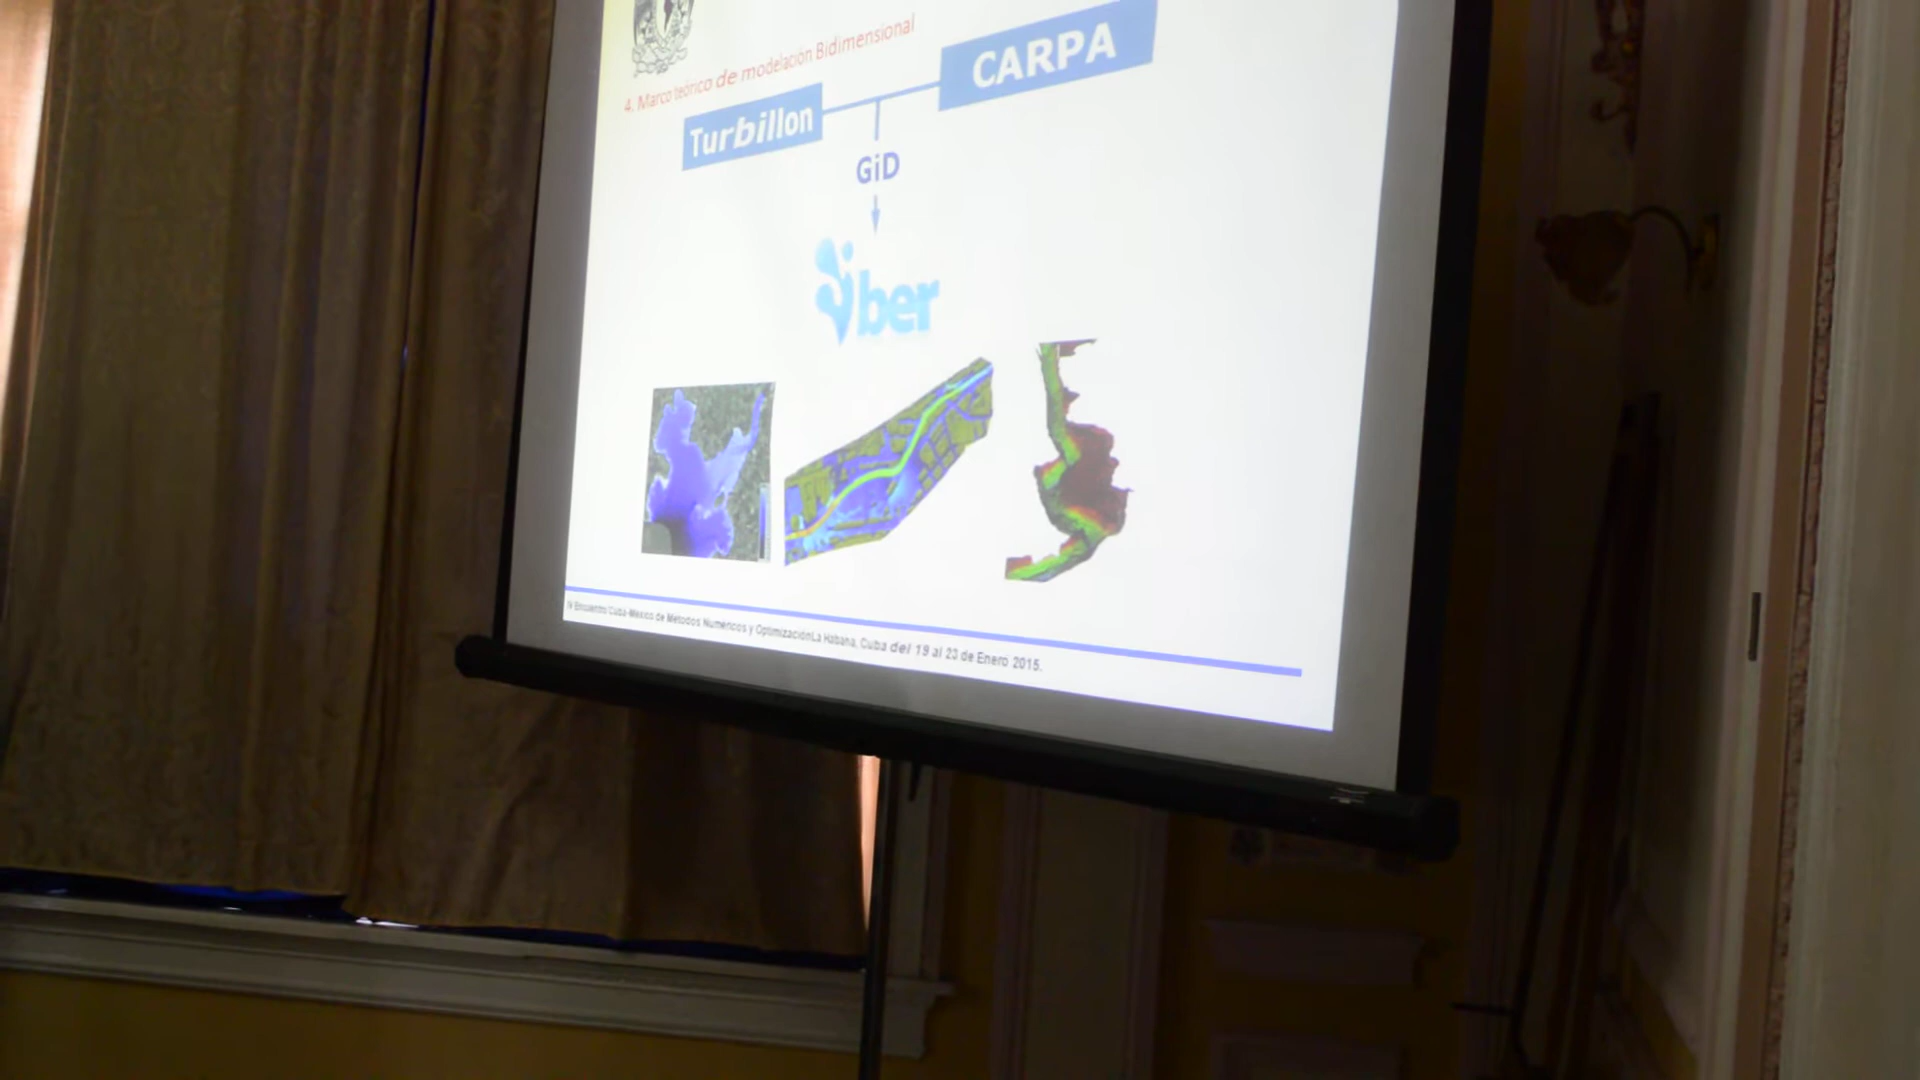 4. Marco teórico de modelación Bidimensional
CARPA
Turbillon
GiD
iber
IV Encuentro Cuba-México de Métodos Numéricos y OptimizaciónLa Habana, Cuba del 19 al 23 de Enero 2015.